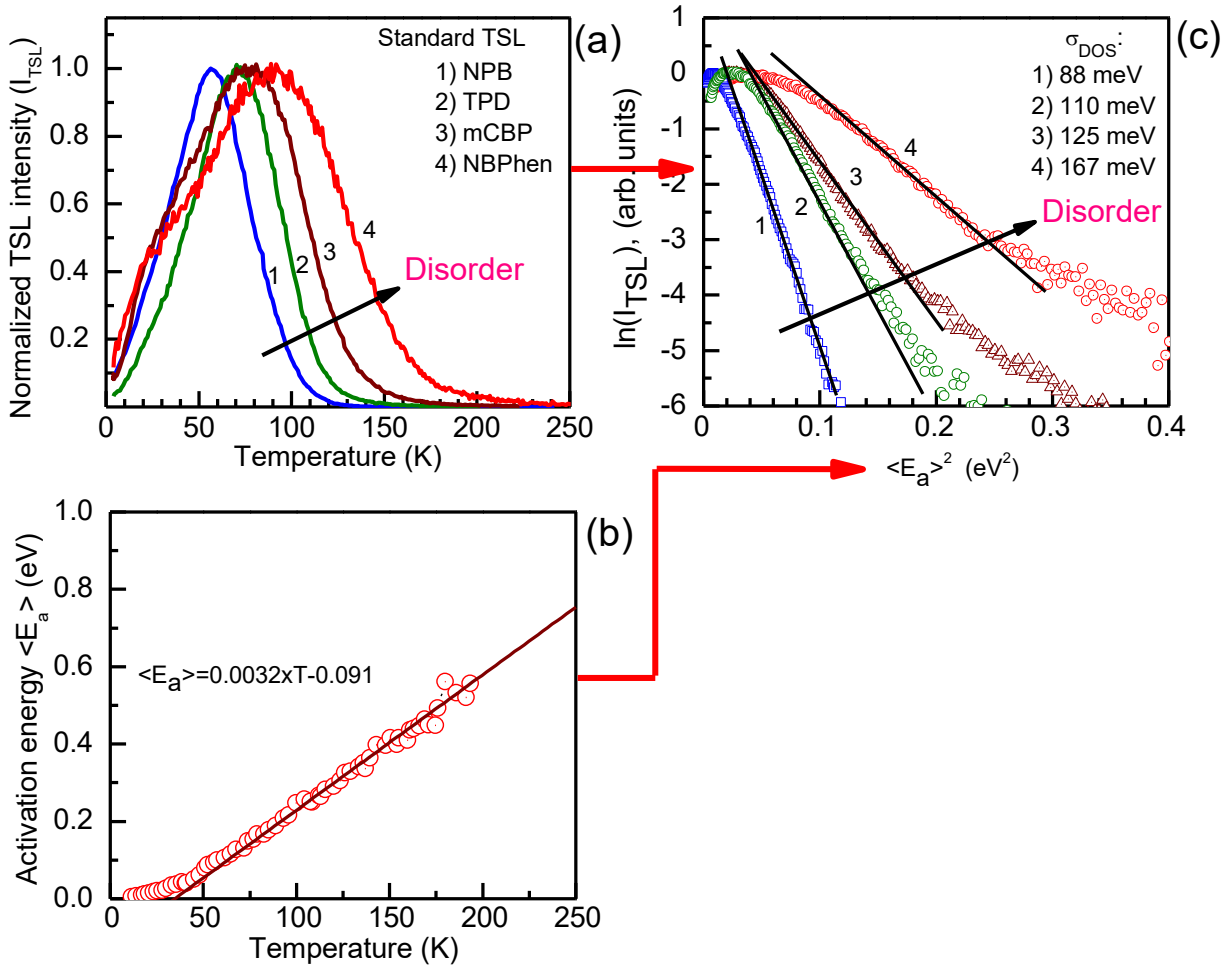 (a)
Standard TSL
1) NPB
2) TPD
3) mCBP
4) NBPhen
Normalized TSL intensity (I_TSL)
1.0
0.8
0.6
0.4
0.2
1
2
3
4
Disorder
0 50 100 150 200 250
Temperature (K)
(c)
σ_DOS:
1) 88 meV
2) 110 meV
3) 125 meV
4) 167 meV
ln(I_TSL), (arb. units)
1
0
-1
-2
-3
-4
-5
-6
1
2
3
4
Disorder
0 0.1 0.2 0.3 0.4
<E_a>² (eV²)
(b)
Activation energy <E_a> (eV)
1.0
0.8
0.6
0.4
0.2
0.0
<E_a>=0.0032xT-0.091
0 50 100 150 200 250
Temperature (K)